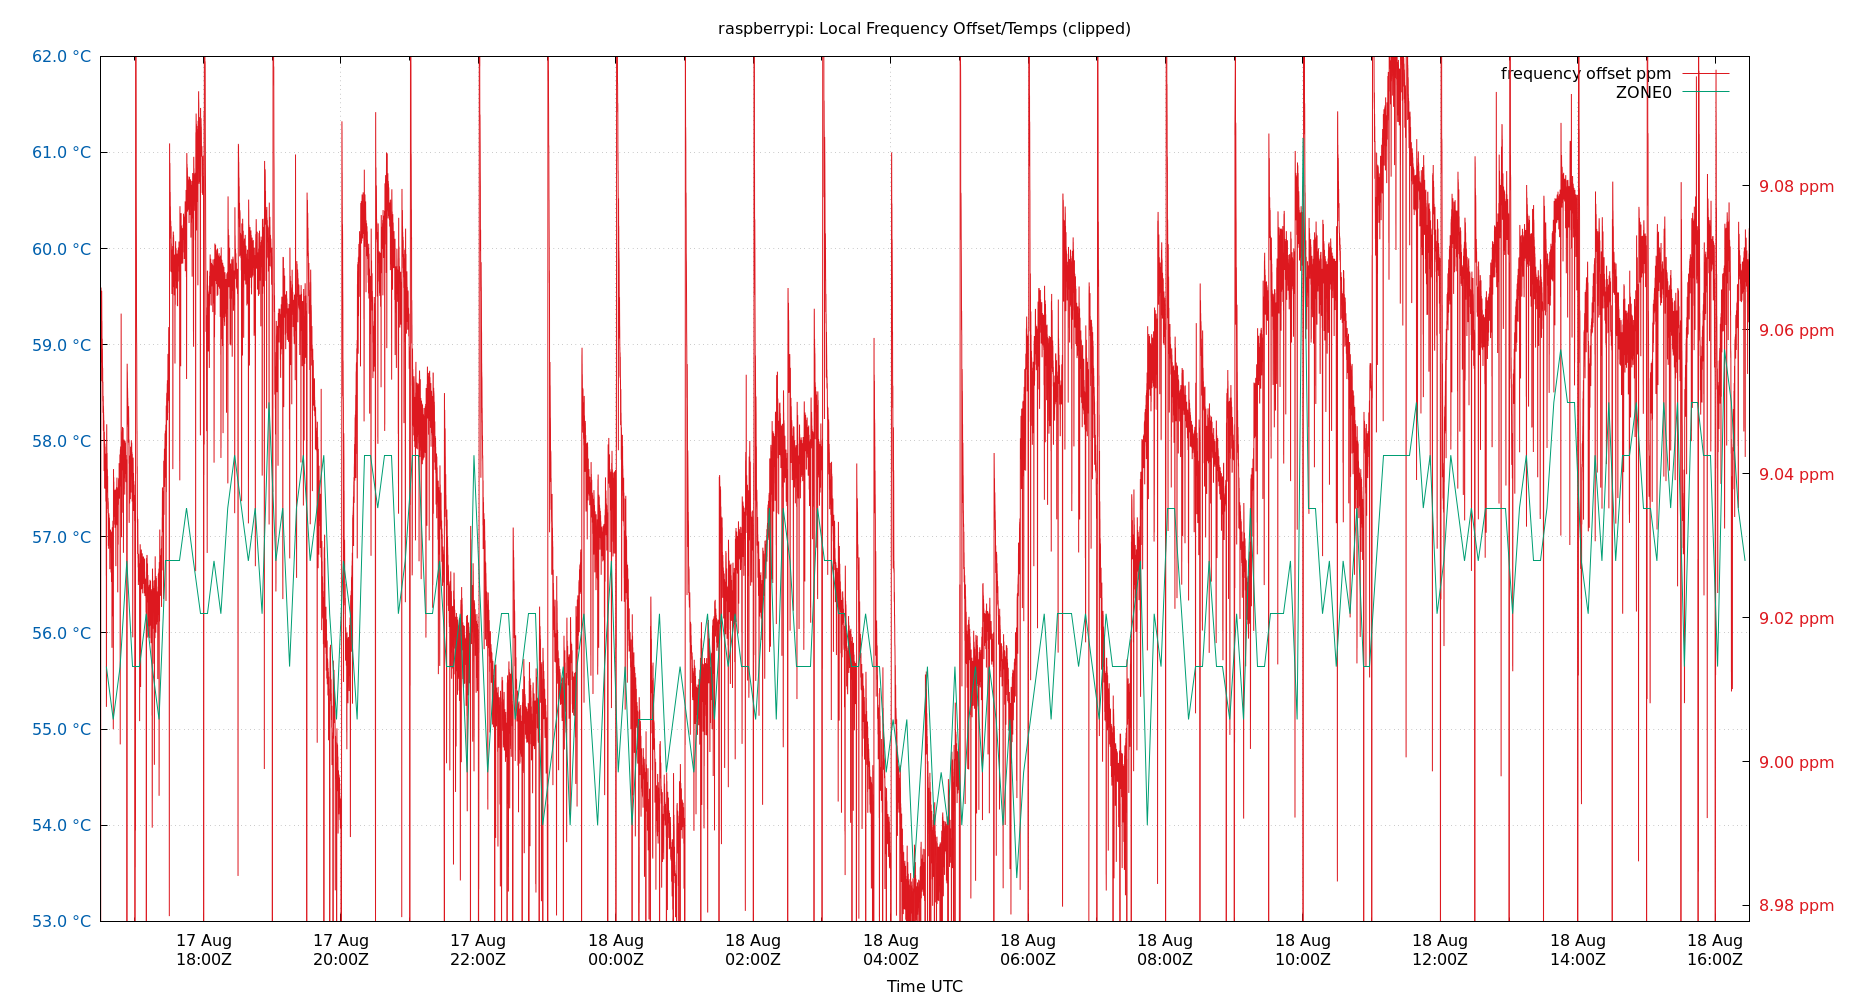 raspberrypi: Local Frequency Offset/Temps (clipped)
62.0 °C
61.0 °C
60.0 °C
59.0 °C
58.0 °C
57.0 °C
56.0 °C
55.0 °C
54.0 °C
53.0 °C
frequency offset ppm
ZONE0
9.08 ppm
9.06 ppm
9.04 ppm
9.02 ppm
9.00 ppm
8.98 ppm
17 Aug 17 Aug 17 Aug 18 Aug 18 Aug 18 Aug 18 Aug 18 Aug 18 Aug 18 Aug 18 Aug 18 Aug
18:00Z 20:00Z 22:00Z 00:00Z 02:00Z 04:00Z 06:00Z 08:00Z 10:00Z 12:00Z 14:00Z 16:00Z
Time UTC